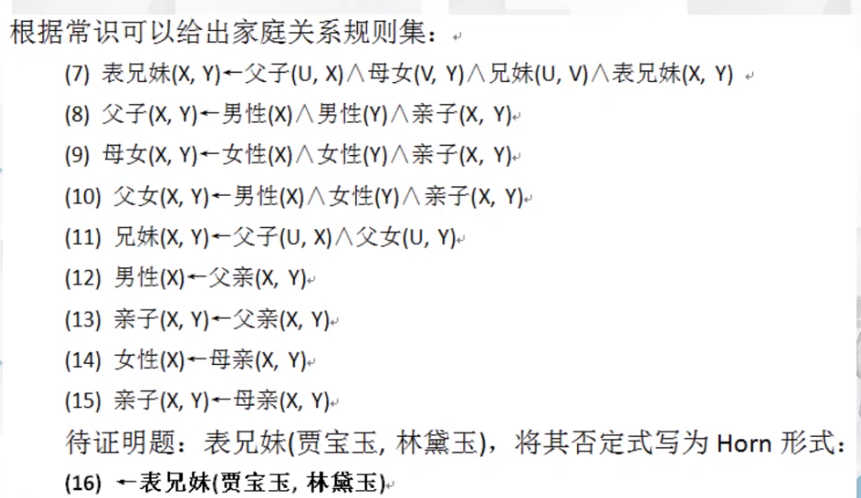 根据常识可以给出家庭关系规则集：
(7) 表兄妹(X, Y)←父子(U, X)∧母女(V, Y)∧兄妹(U, V)∧表兄妹(X, Y)
(8) 父子(X, Y)←男性(X)∧男性(Y)∧亲子(X, Y)
(9) 母女(X, Y)←女性(X)∧女性(Y)∧亲子(X, Y)
(10) 父女(X, Y)←男性(X)∧女性(Y)∧亲子(X, Y)
(11) 兄妹(X, Y)←父子(U, X)∧父女(U, Y)
(12) 男性(X)←父亲(X, Y)
(13) 亲子(X, Y)←父亲(X, Y)
(14) 女性(X)←母亲(X, Y)
(15) 亲子(X, Y)←母亲(X, Y)
待证明题：表兄妹(贾宝玉, 林黛玉)，将其否定式写为 Horn 形式：
(16) ←表兄妹(贾宝玉, 林黛玉)